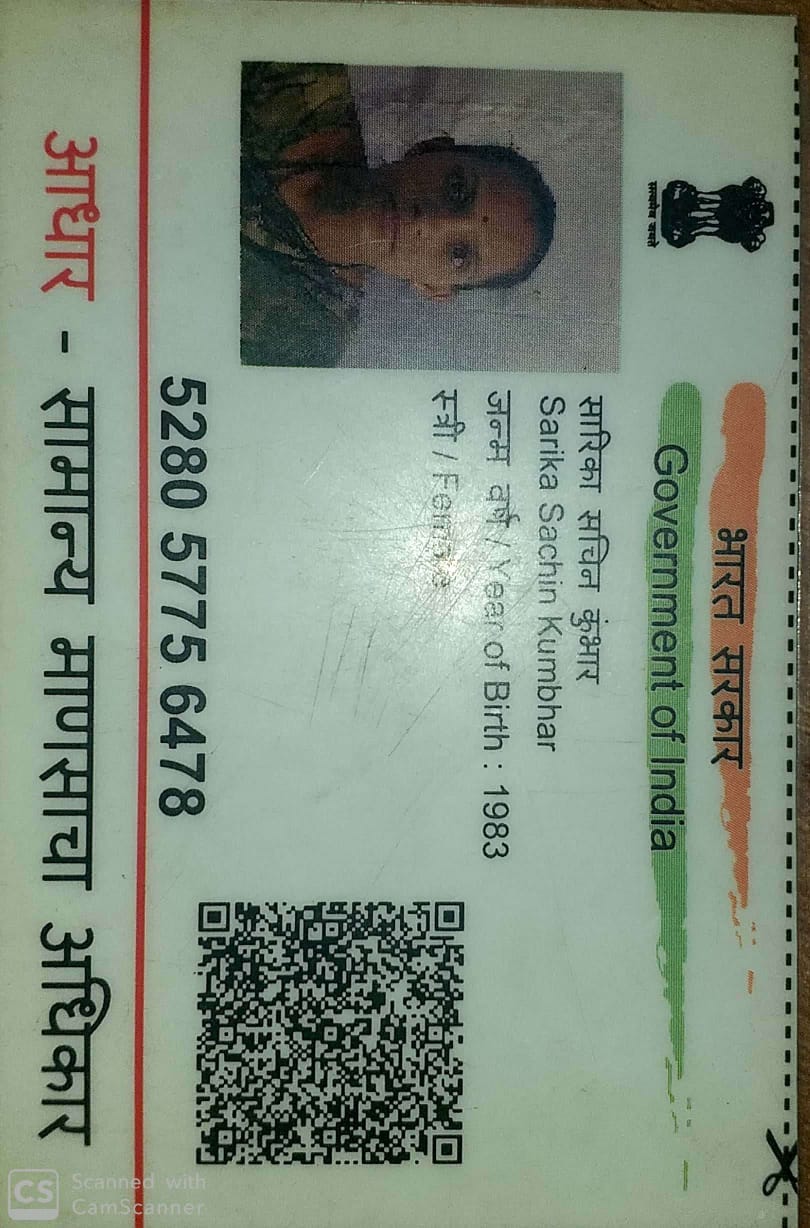 भारत सरकार
Government of India
सत्यमेव जयते
सारिका सचिन कुंभार
Sarika Sachin Kumbhar
जन्म वर्ष / Year of Birth : 1983
स्त्री / Female
5280 5775 6478
आधार - सामान्य माणसाचा अधिकार
CS
Scanned with
CamScanner